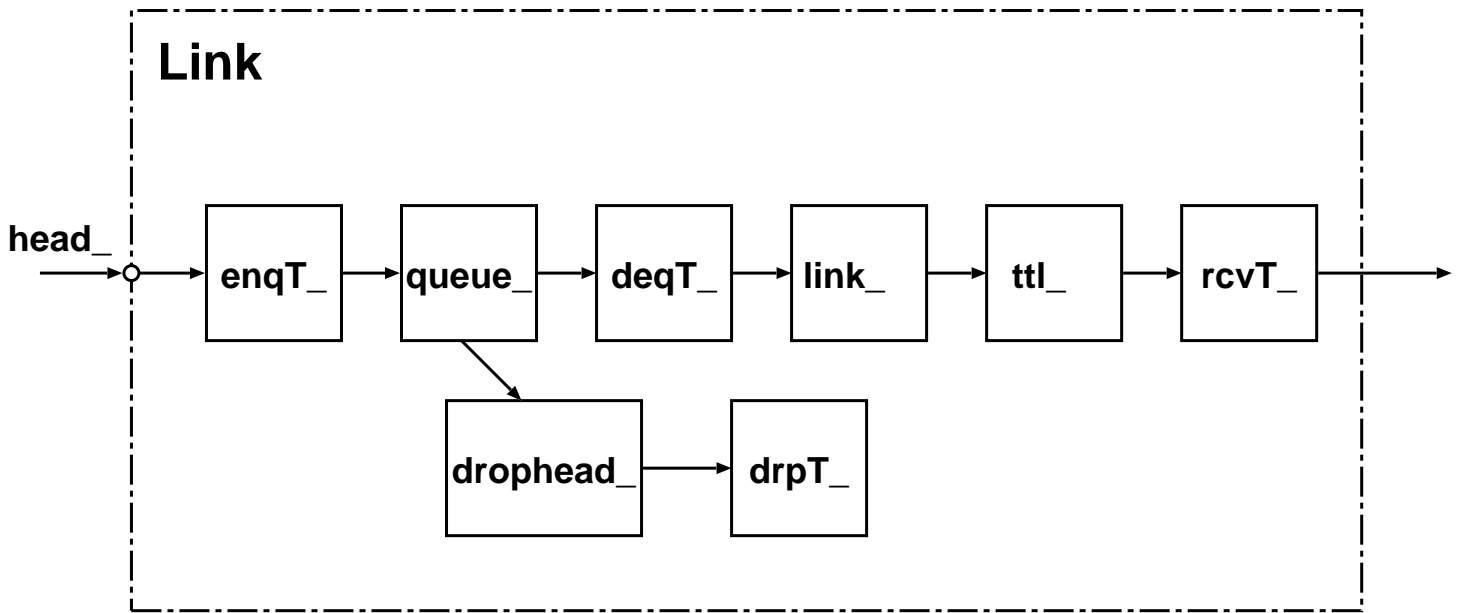 Link
head_
enqT_
queue_
deqT_
link_
ttl_
rcvT_
drophead_
drpT_